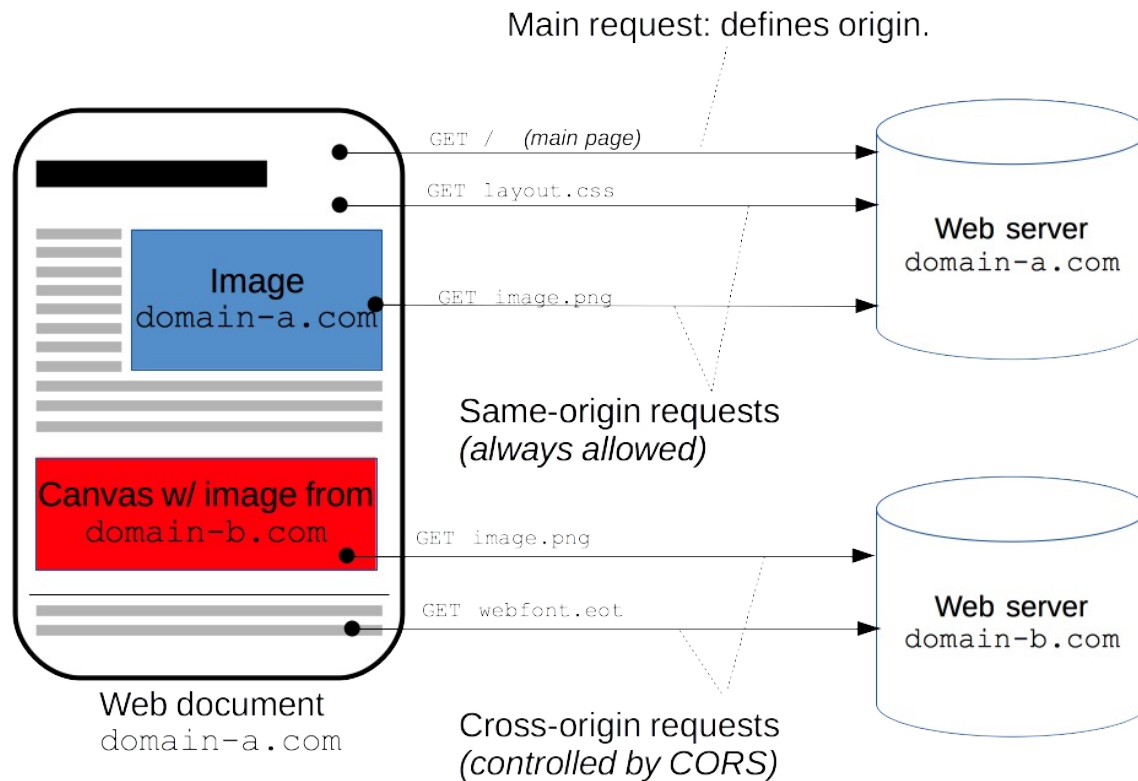 Main request: defines origin.
GET / (main page)
GET layout.css
Web server
domain-a.com
Image
domain-a.com
GET image.png
Same-origin requests
(always allowed)
Canvas w/ image from
domain-b.com
GET image.png
GET webfont.eot
Web server
domain-b.com
Web document
domain-a.com
Cross-origin requests
(controlled by CORS)